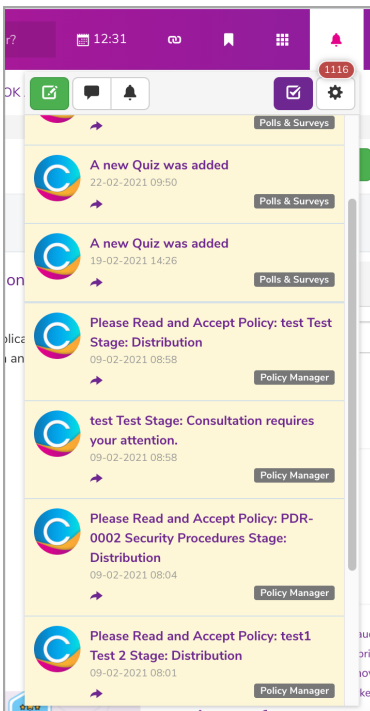 r?
12:31
1116
OK
Polls & Surveys
A new Quiz was added
22-02-2021 09:50
Polls & Surveys
A new Quiz was added
19-02-2021 14:26
Polls & Surveys
on
Please Read and Accept Policy: test Test
Stage: Distribution
09-02-2021 08:58
Policy Manager
plica
n an
test Test Stage: Consultation requires
your attention.
09-02-2021 08:58
Policy Manager
Please Read and Accept Policy: PDR-
0002 Security Procedures Stage:
Distribution
09-02-2021 08:04
Policy Manager
Please Read and Accept Policy: test1
Test 2 Stage: Distribution
09-02-2021 08:01
Policy Manager